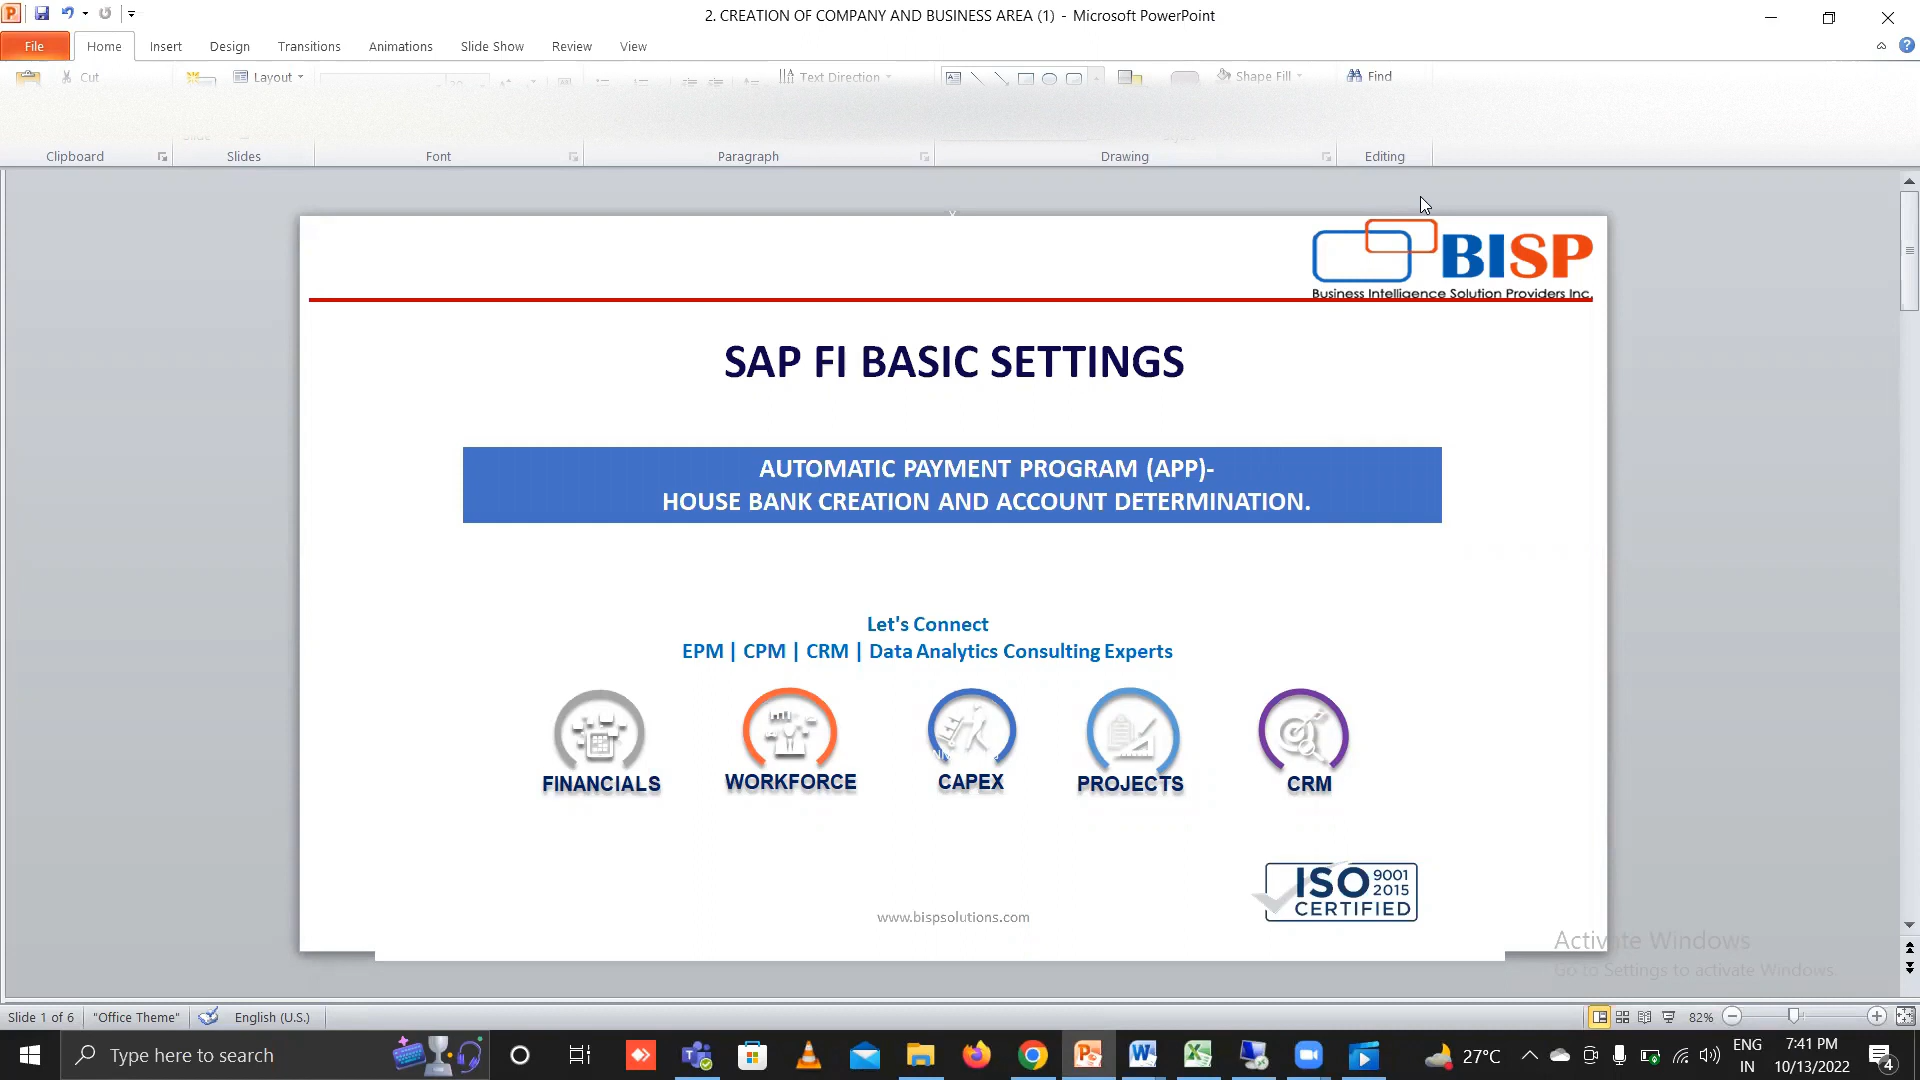 2. CREATION OF COMPANY AND BUSINESS AREA (1) - Microsoft PowerPoint
File Home Insert Design Transitions Animations Slide Show Review View
Cut Layout Text Direction Shape Fill Find
Clipboard Slides Font Paragraph Drawing Editing
BISP
Business Intelligence Solution Providers Inc.
SAP FI BASIC SETTINGS
AUTOMATIC PAYMENT PROGRAM (APP)-
HOUSE BANK CREATION AND ACCOUNT DETERMINATION.
Let's Connect
EPM | CPM | CRM | Data Analytics Consulting Experts
FINANCIALS WORKFORCE CAPEX PROJECTS CRM
ISO 9001 2015 CERTIFIED
www.bispsolutions.com
Activate Windows
Go to Settings to activate Windows.
Slide 1 of 6 "Office Theme" English (U.S.) 82%
Type here to search 27°C ENG IN 7:41 PM 10/13/2022 4